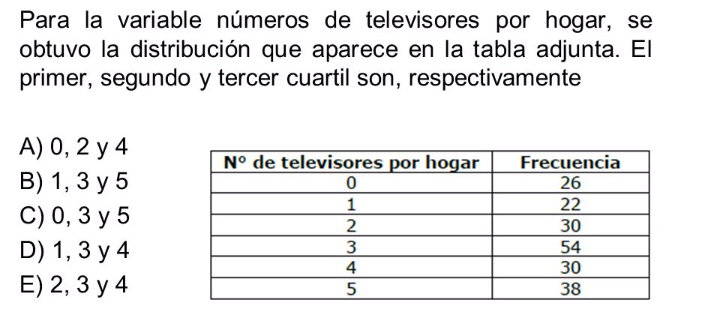 Para la variable números de televisores por hogar, se
obtuvo la distribución que aparece en la tabla adjunta. El
primer, segundo y tercer cuartil son, respectivamente
A) 0, 2 y 4
B) 1, 3 y 5
C) 0, 3 y 5
D) 1, 3 y 4
E) 2, 3 y 4
Nº de televisores por hogar Frecuencia
0 26
1 22
2 30
3 54
4 30
5 38